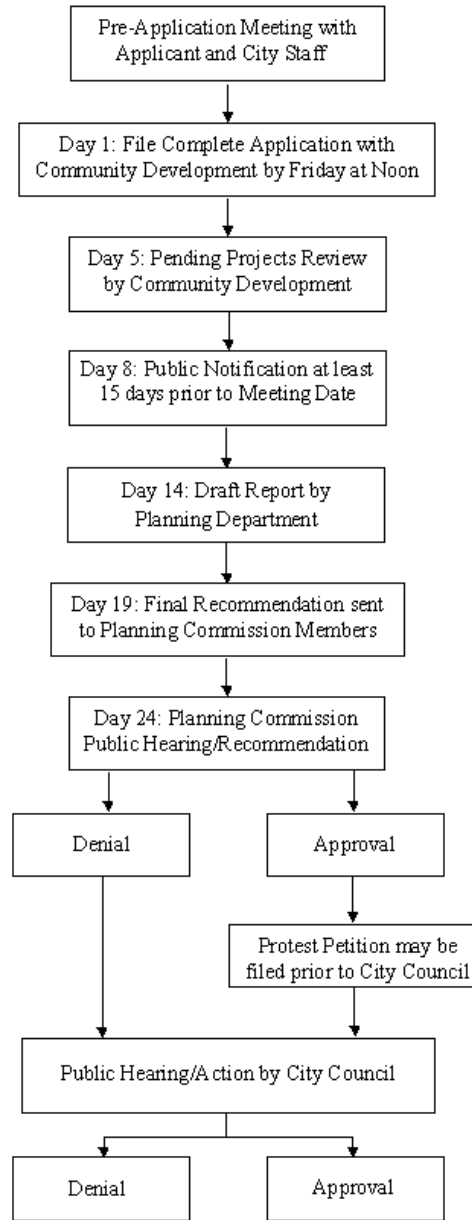 Pre-Application Meeting with
Applicant and City Staff
Day 1: File Complete Application with
Community Development by Friday at Noon
Day 5: Pending Projects Review
by Community Development
Day 8: Public Notification at least
15 days prior to Meeting Date
Day 14: Draft Report by
Planning Department
Day 19: Final Recommendation sent
to Planning Commission Members
Day 24: Planning Commission
Public Hearing/Recommendation
Denial
Approval
Protest Petition may be
filed prior to City Council
Public Hearing/Action by City Council
Denial
Approval